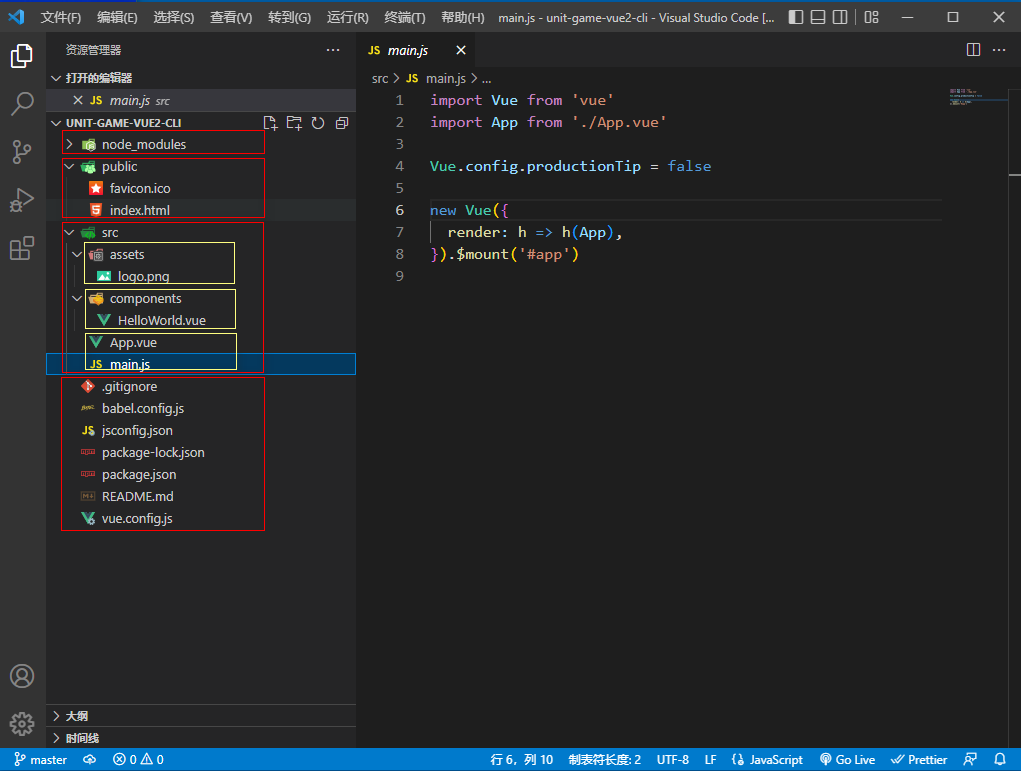 文件(F) 编辑(E) 选择(S) 查看(V) 转到(G) 运行(R) 终端(T) 帮助(H) main.js - unit-game-vue2-cli - Visual Studio Code [...
资源管理器
打开的编辑器
JS main.js src
UNIT-GAME-VUE2-CLI
node_modules
public
favicon.ico
index.html
src
assets
logo.png
components
HelloWorld.vue
App.vue
JS main.js
.gitignore
babel.config.js
JS jsconfig.json
package-lock.json
package.json
README.md
vue.config.js
大纲
时间线
JS main.js
src > JS main.js > ...
1 import Vue from 'vue'
2 import App from './App.vue'
3
4 Vue.config.productionTip = false
5
6 new Vue({
7 render: h => h(App),
8 }).$mount('#app')
9
master 0 0 行 6，列 10 制表符长度: 2 UTF-8 LF {} JavaScript Go Live Prettier